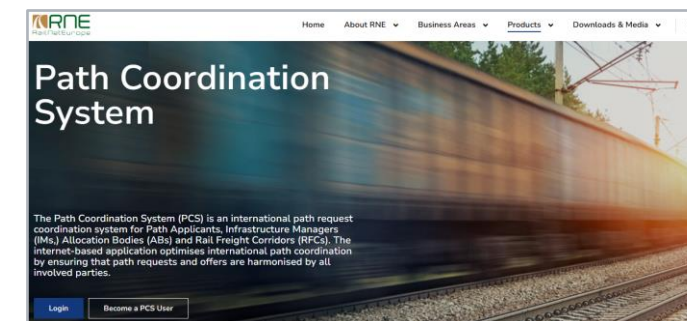 RNE
RailNetEurope
Home About RNE Business Areas Products Downloads & Media
Path Coordination
System
The Path Coordination System (PCS) is an international path request
coordination system for Path Applicants, Infrastructure Managers
(IMs,) Allocation Bodies (ABs) and Rail Freight Corridors (RFCs). The
internet-based application optimises international path coordination
by ensuring that path requests and offers are harmonised by all
involved parties.
Login Become a PCS User